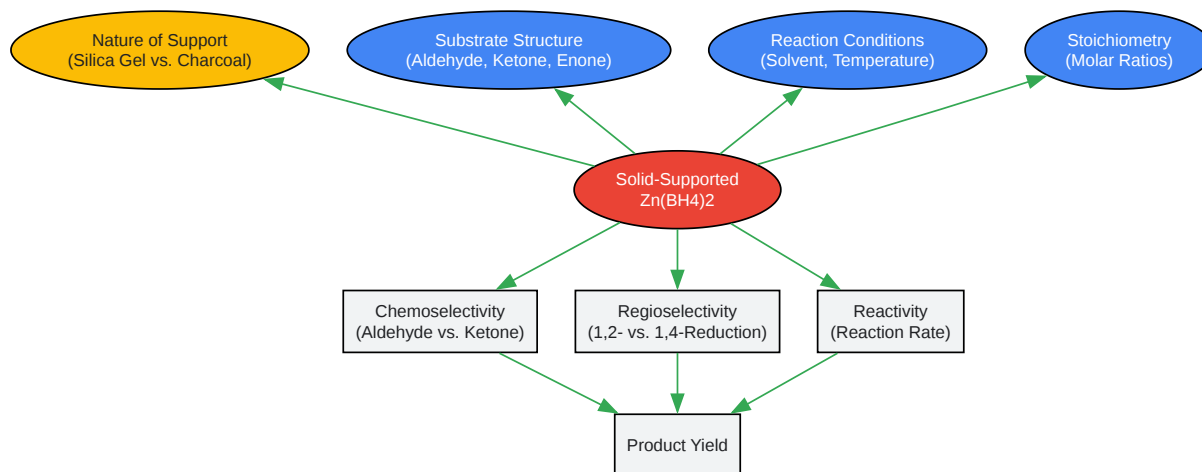 Nature of Support
(Silica Gel vs. Charcoal)
Substrate Structure
(Aldehyde, Ketone, Enone)
Reaction Conditions
(Solvent, Temperature)
Stoichiometry
(Molar Ratios)
Solid-Supported
Zn(BH4)2
Chemoselectivity
(Aldehyde vs. Ketone)
Regioselectivity
(1,2- vs. 1,4-Reduction)
Reactivity
(Reaction Rate)
Product Yield